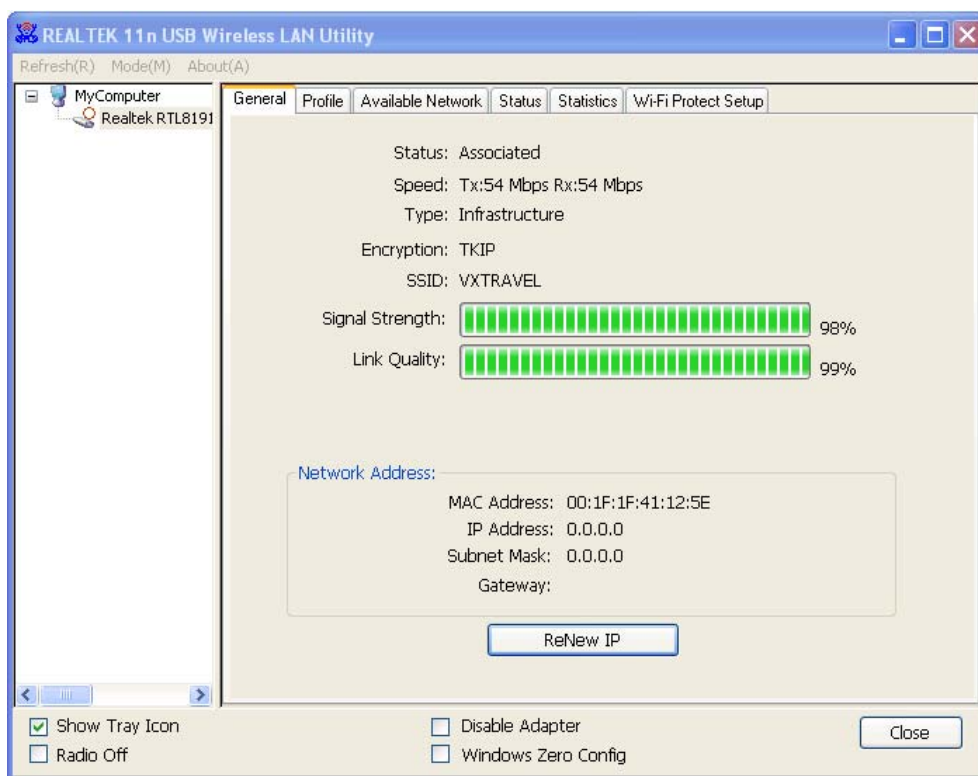 REALTEK 11n USB Wireless LAN Utility
Refresh(R) Mode(M) About(A)
MyComputer
Realtek RTL8191
General Profile Available Network Status Statistics Wi-Fi Protect Setup
Status: Associated
Speed: Tx:54 Mbps Rx:54 Mbps
Type: Infrastructure
Encryption: TKIP
SSID: VXTRAVEL
Signal Strength: 98%
Link Quality: 99%
Network Address:
MAC Address: 00:1F:1F:41:12:5E
IP Address: 0.0.0.0
Subnet Mask: 0.0.0.0
Gateway:
ReNew IP
Show Tray Icon Disable Adapter Close
Radio Off Windows Zero Config